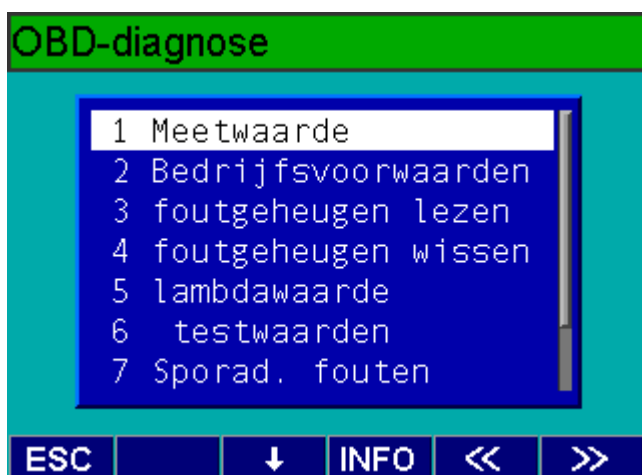 OBD-diagnose
1 Meetwaarde
2 Bedrijfsvoorwaarden
3 foutgeheugen lezen
4 foutgeheugen wissen
5 lambdawaarde
6 testwaarden
7 Sporad. fouten
ESC ↓ INFO << >>